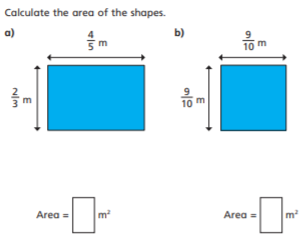 Calculate the area of the shapes.
a)
4/5 m
2/3 m
Area = m²
b)
9/10 m
9/10 m
Area = m²